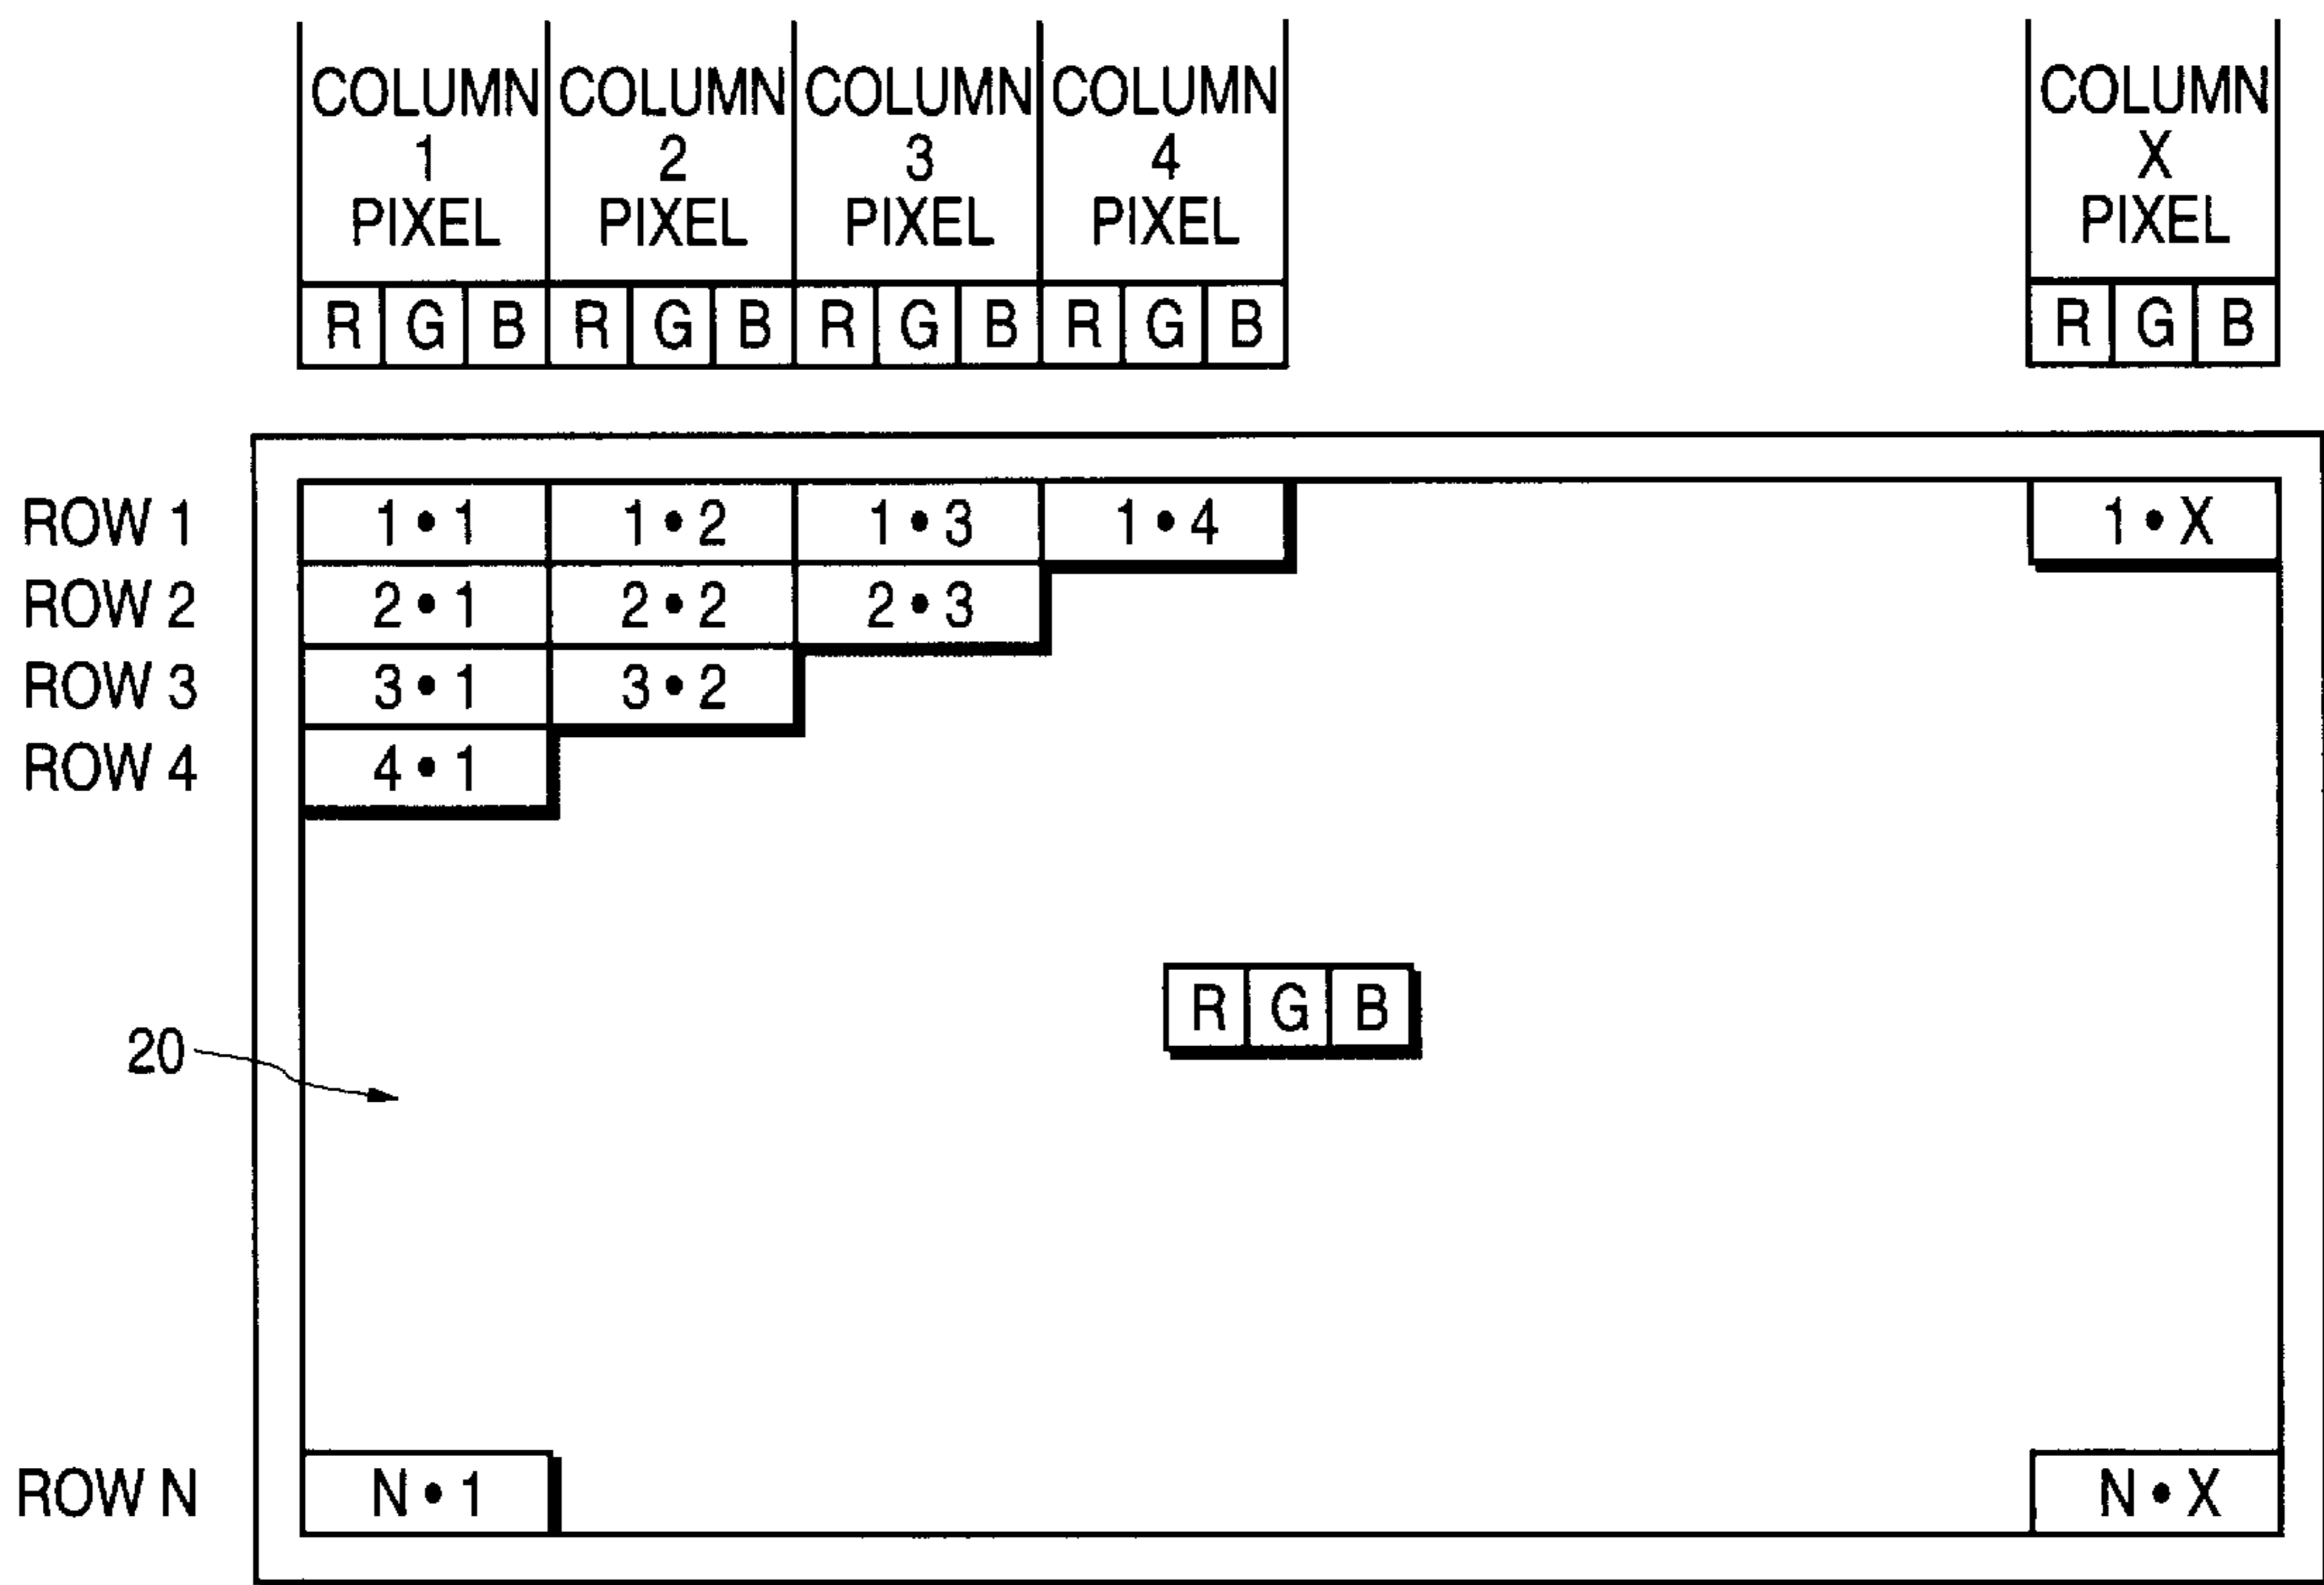 COLUMN 1 PIXEL COLUMN 2 PIXEL COLUMN 3 PIXEL COLUMN 4 PIXEL COLUMN X PIXEL
R G B R G B R G B R G B R G B
ROW 1 1•1 1•2 1•3 1•4 1•X
ROW 2 2•1 2•2 2•3
ROW 3 3•1 3•2
ROW 4 4•1
R G B
20
ROW N N•1 N•X